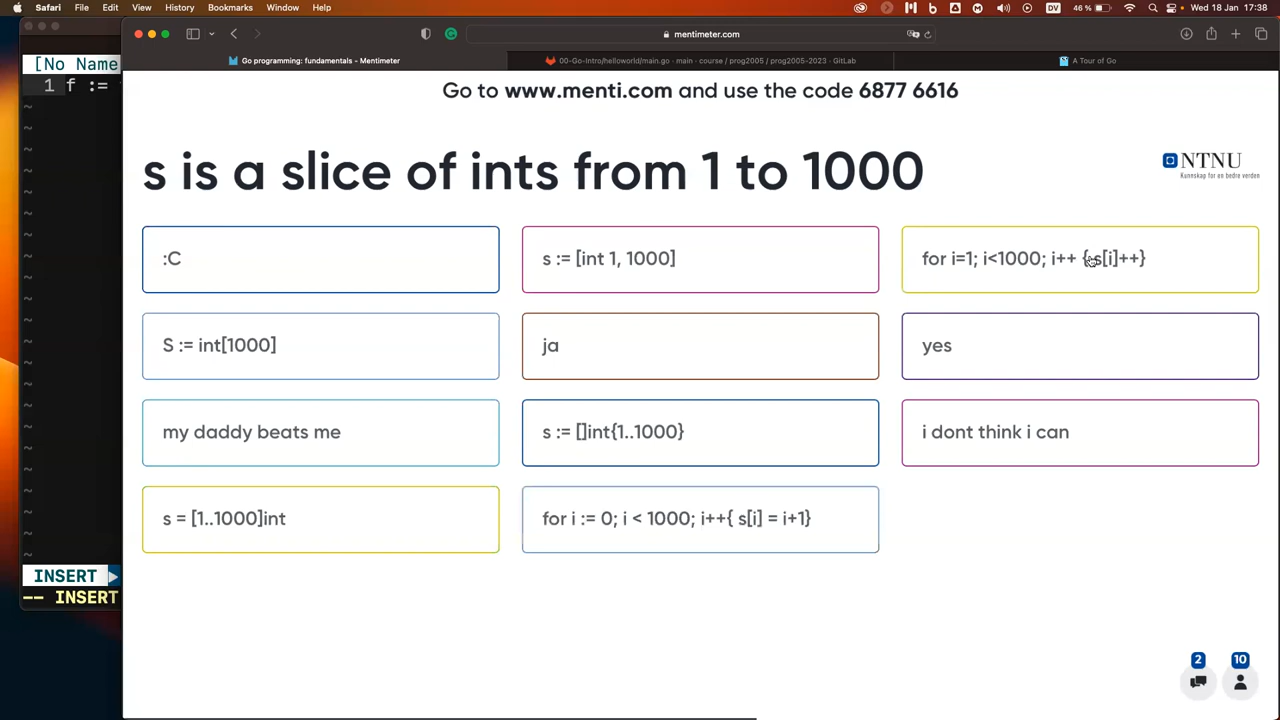 Safari File Edit View History Bookmarks Window Help
DV 46 % Wed 18 Jan 17:38
mentimeter.com
Go programming: fundamentals - Mentimeter
00-Go-Intro/helloworld/main.go · main · course / prog2005 / prog2005-2023 · GitLab
A Tour of Go
[No Name
1 f :=
Go to www.menti.com and use the code 6877 6616
s is a slice of ints from 1 to 1000
NTNU
Kunnskap for en bedre verden
:C
s := [int 1, 1000]
for i=1; i<1000; i++ { s[i]++}
S := int[1000]
ja
yes
my daddy beats me
s := []int{1..1000}
i dont think i can
s = [1..1000]int
for i := 0; i < 1000; i++{ s[i] = i+1}
INSERT
-- INSERT
2
10